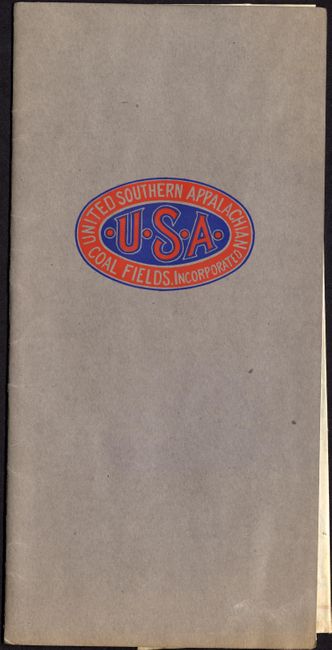 UNITED SOUTHERN APPALACHIAN
·U·S·A·
COAL FIELDS. INCORPORATED